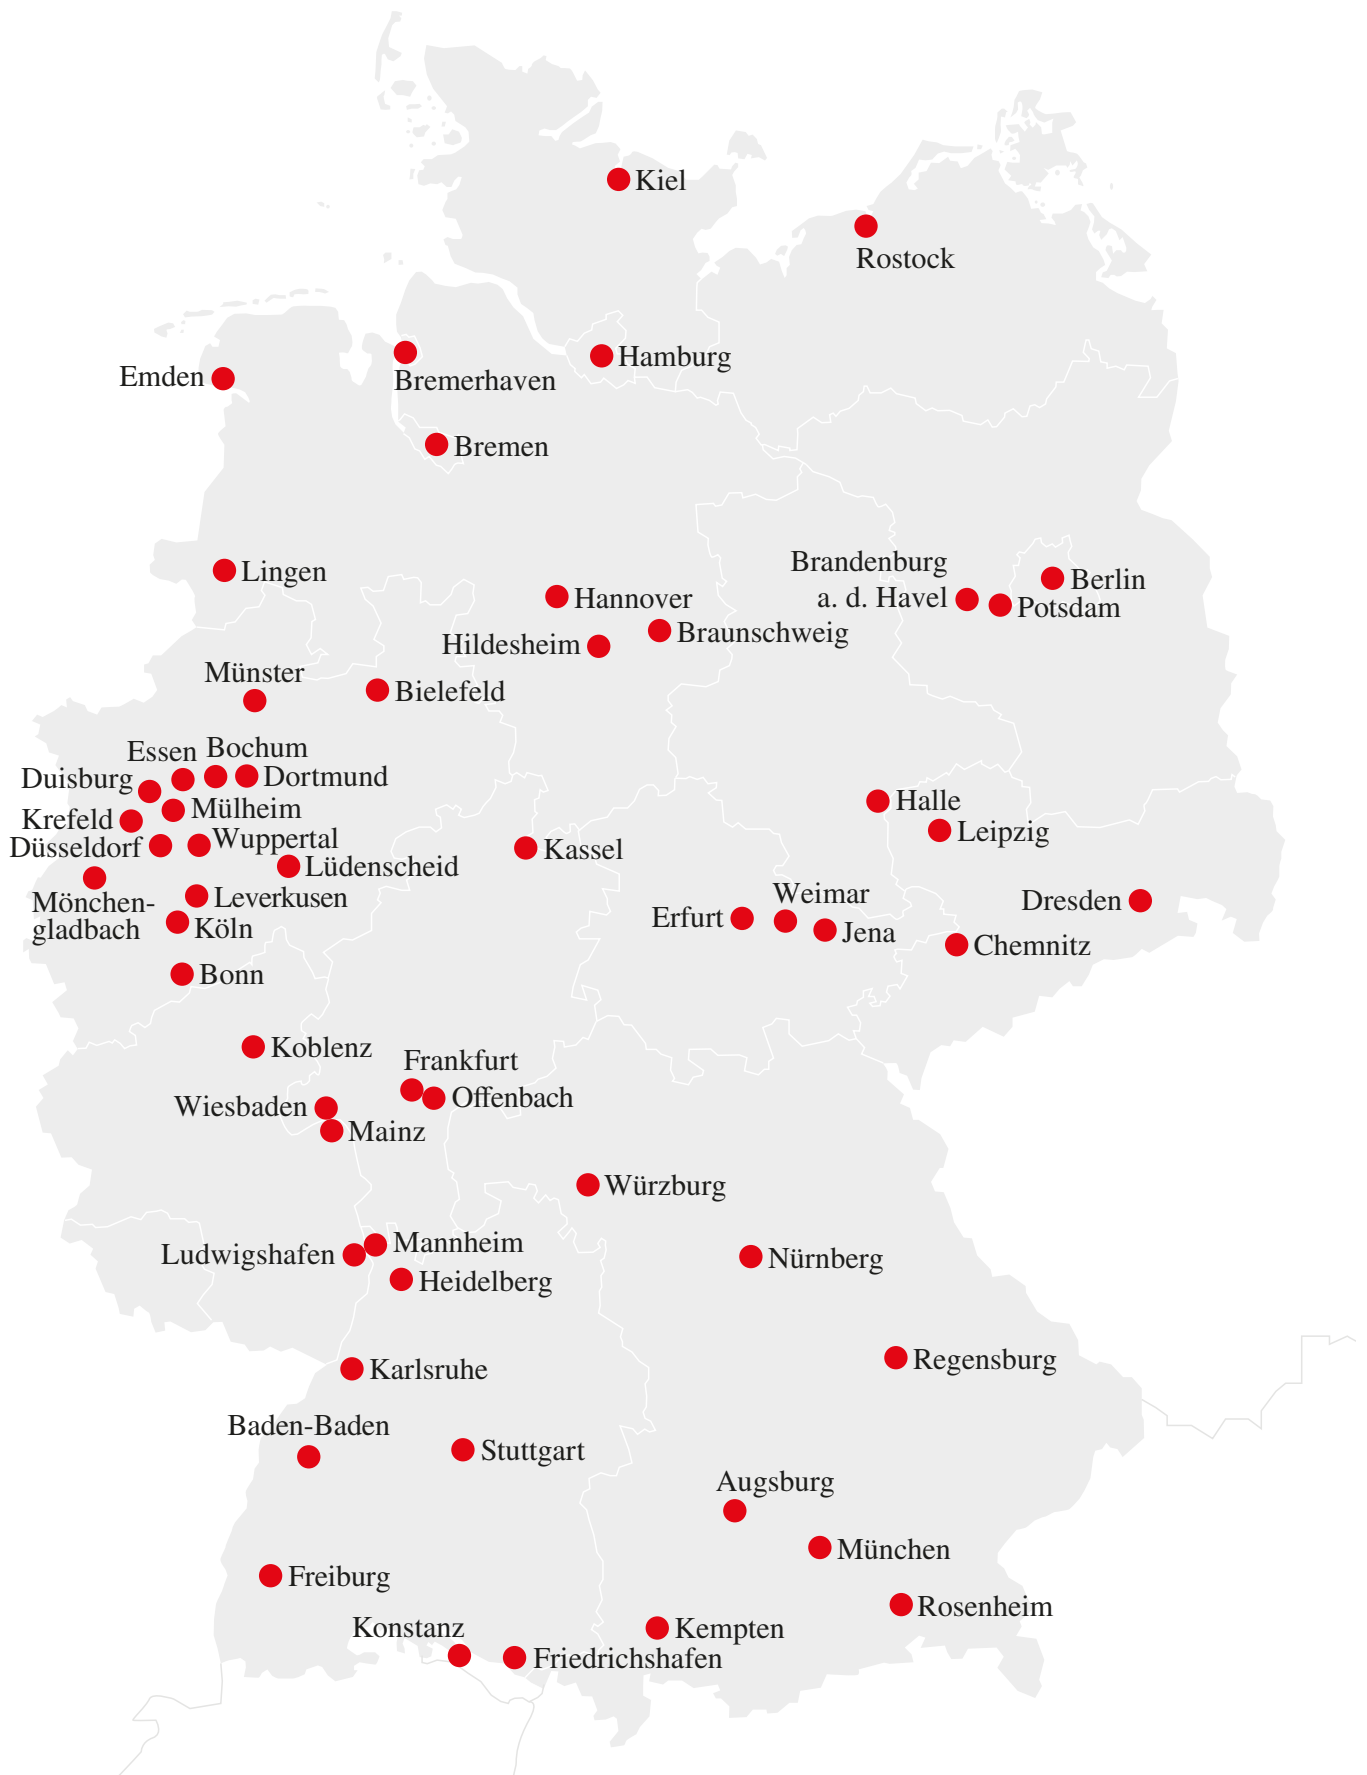 Kiel
Rostock
Hamburg
Emden
Bremerhaven
Bremen
Brandenburg
a. d. Havel
Lingen
Berlin
Hannover
Potsdam
Braunschweig
Hildesheim
Münster
Bielefeld
Essen
Bochum
Duisburg
Dortmund
Mülheim
Halle
Krefeld
Leipzig
Düsseldorf
Wuppertal
Kassel
Lüdenscheid
Weimar
Leverkusen
Mönchen-
gladbach
Dresden
Erfurt
Köln
Jena
Chemnitz
Bonn
Koblenz
Frankfurt
Offenbach
Wiesbaden
Mainz
Würzburg
Mannheim
Ludwigshafen
Nürnberg
Heidelberg
Regensburg
Karlsruhe
Baden-Baden
Stuttgart
Augsburg
München
Freiburg
Rosenheim
Konstanz
Kempten
Friedrichshafen